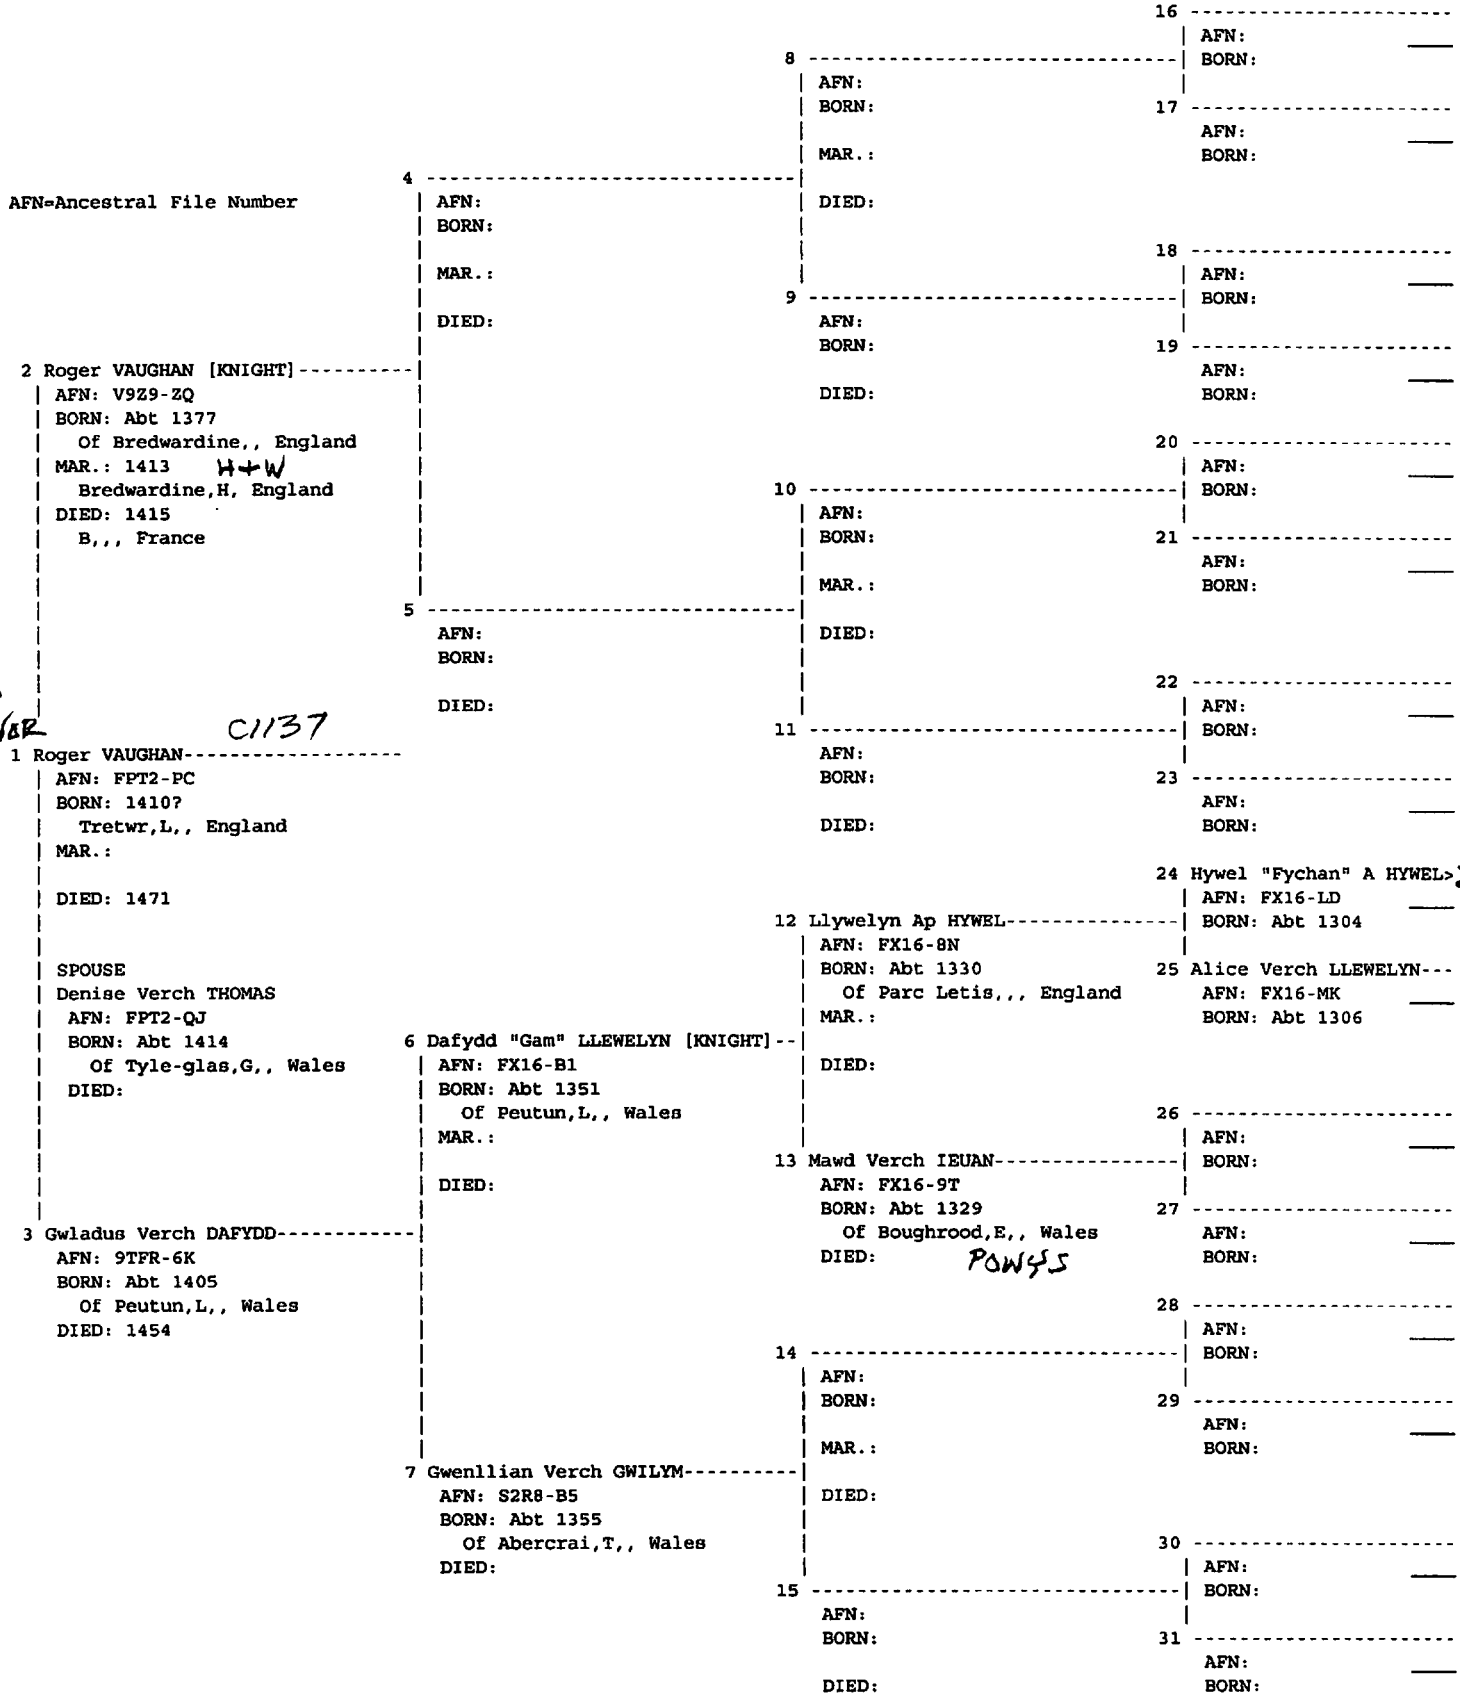 AFN=Ancestral File Number
VOR
C1137
1 Roger VAUGHAN
AFN: FPT2-PC
BORN: 1410?
Tretwr,L,, England
MAR.:
DIED: 1471
SPOUSE
Denise Verch THOMAS
AFN: FPT2-QJ
BORN: Abt 1414
Of Tyle-glas,G,, Wales
DIED:
2 Roger VAUGHAN [KNIGHT]
AFN: V9Z9-ZQ
BORN: Abt 1377
Of Bredwardine,, England
MAR.: 1413 H+W
Bredwardine,H, England
DIED: 1415
B,,, France
3 Gwladus Verch DAFYDD
AFN: 9TFR-6K
BORN: Abt 1405
Of Peutun,L,, Wales
DIED: 1454
4
AFN:
BORN:
MAR.:
DIED:
5
AFN:
BORN:
DIED:
6 Dafydd "Gam" LLEWELYN [KNIGHT]
AFN: FX16-B1
BORN: Abt 1351
Of Peutun,L,, Wales
MAR.:
DIED:
7 Gwenllian Verch GWILYM
AFN: S2R8-B5
BORN: Abt 1355
Of Abercrai,T,, Wales
DIED:
8
AFN:
BORN:
MAR.:
DIED:
9
AFN:
BORN:
DIED:
10
AFN:
BORN:
MAR.:
DIED:
11
AFN:
BORN:
DIED:
12 Llywelyn Ap HYWEL
AFN: FX16-8N
BORN: Abt 1330
Of Parc Letis,,, England
MAR.:
DIED:
13 Mawd Verch IEUAN
AFN: FX16-9T
BORN: Abt 1329
Of Boughrood,E,, Wales
DIED: POWYS
14
AFN:
BORN:
MAR.:
DIED:
15
AFN:
BORN:
DIED:
16
AFN:
BORN:
17
AFN:
BORN:
18
AFN:
BORN:
19
AFN:
BORN:
20
AFN:
BORN:
21
AFN:
BORN:
22
AFN:
BORN:
23
AFN:
BORN:
24 Hywel "Fychan" A HYWEL>
AFN: FX16-LD
BORN: Abt 1304
25 Alice Verch LLEWELYN---
AFN: FX16-MK
BORN: Abt 1306
26
AFN:
BORN:
27
AFN:
BORN:
28
AFN:
BORN:
29
AFN:
BORN:
30
AFN:
BORN:
31
AFN:
BORN: